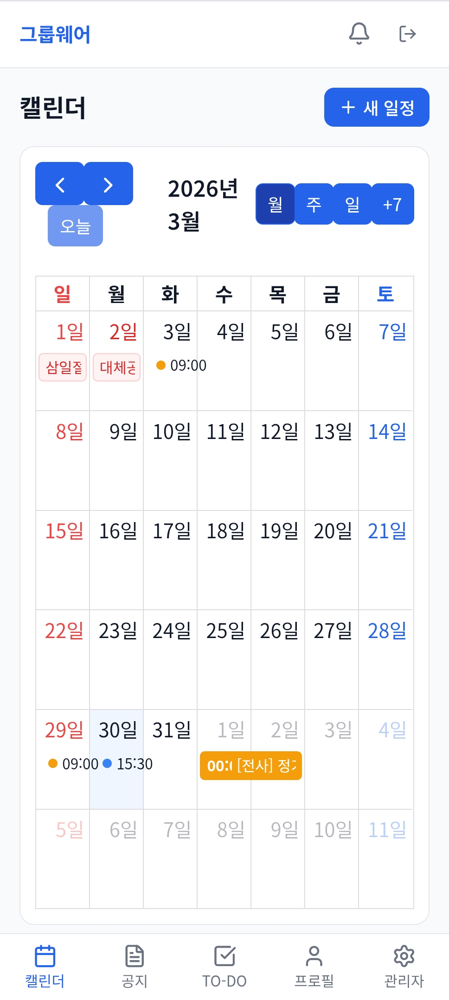 그룹웨어
캘린더
+ 새 일정
2026년
3월
월 주 일 +7
오늘
일 월 화 수 목 금 토
1일 2일 3일 4일 5일 6일 7일
삼일절 대체공 09:00
8일 9일 10일 11일 12일 13일 14일
15일 16일 17일 18일 19일 20일 21일
22일 23일 24일 25일 26일 27일 28일
29일 30일 31일 1일 2일 3일 4일
09:00 15:30 00:0 [전사] 정기
5일 6일 7일 8일 9일 10일 11일
캘린더 공지 TO-DO 프로필 관리자